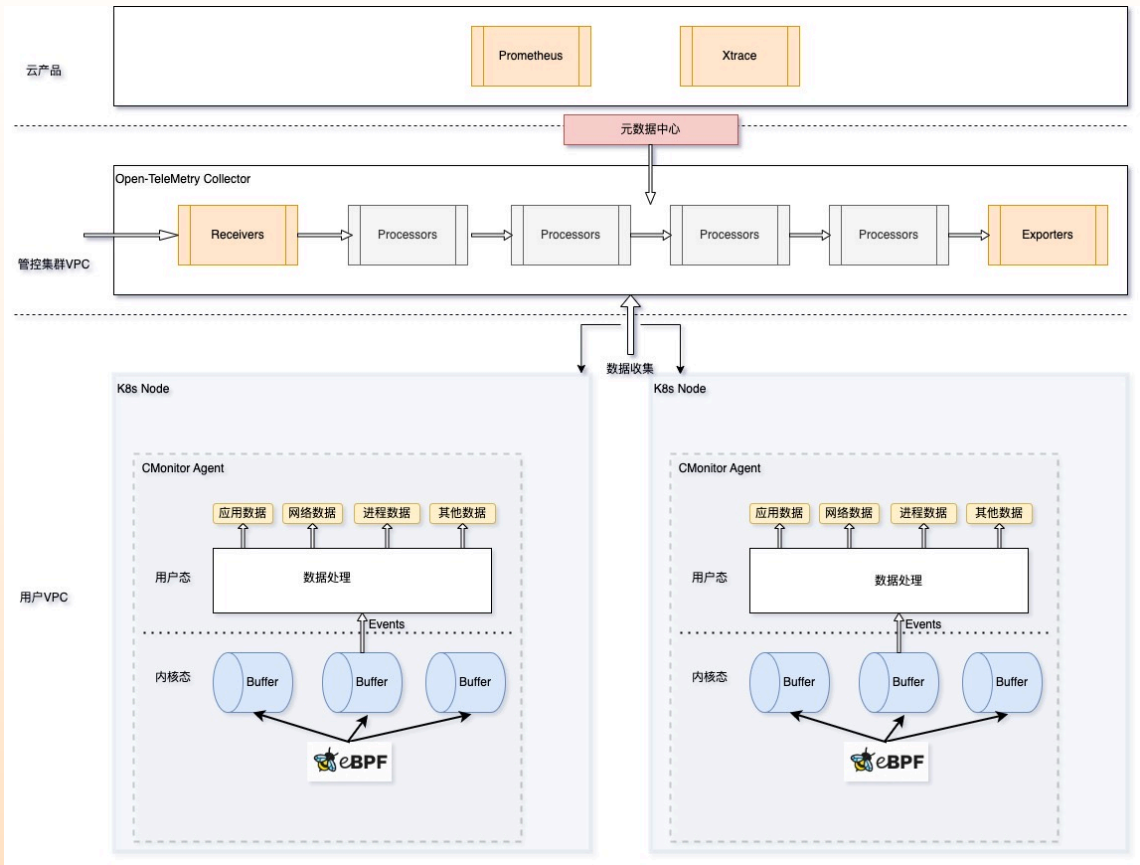 Prometheus
Xtrace
云产品
元数据中心
Open-TeleMetry Collector
Receivers
Processors
Processors
Processors
Processors
Exporters
管控集群VPC
数据收集
K8s Node
K8s Node
CMonitor Agent
CMonitor Agent
应用数据
网络数据
进程数据
其他数据
应用数据
网络数据
进程数据
其他数据
用户态
数据处理
用户态
数据处理
用户VPC
Events
Events
内核态
Buffer
Buffer
Buffer
内核态
Buffer
Buffer
Buffer
eBPF
eBPF